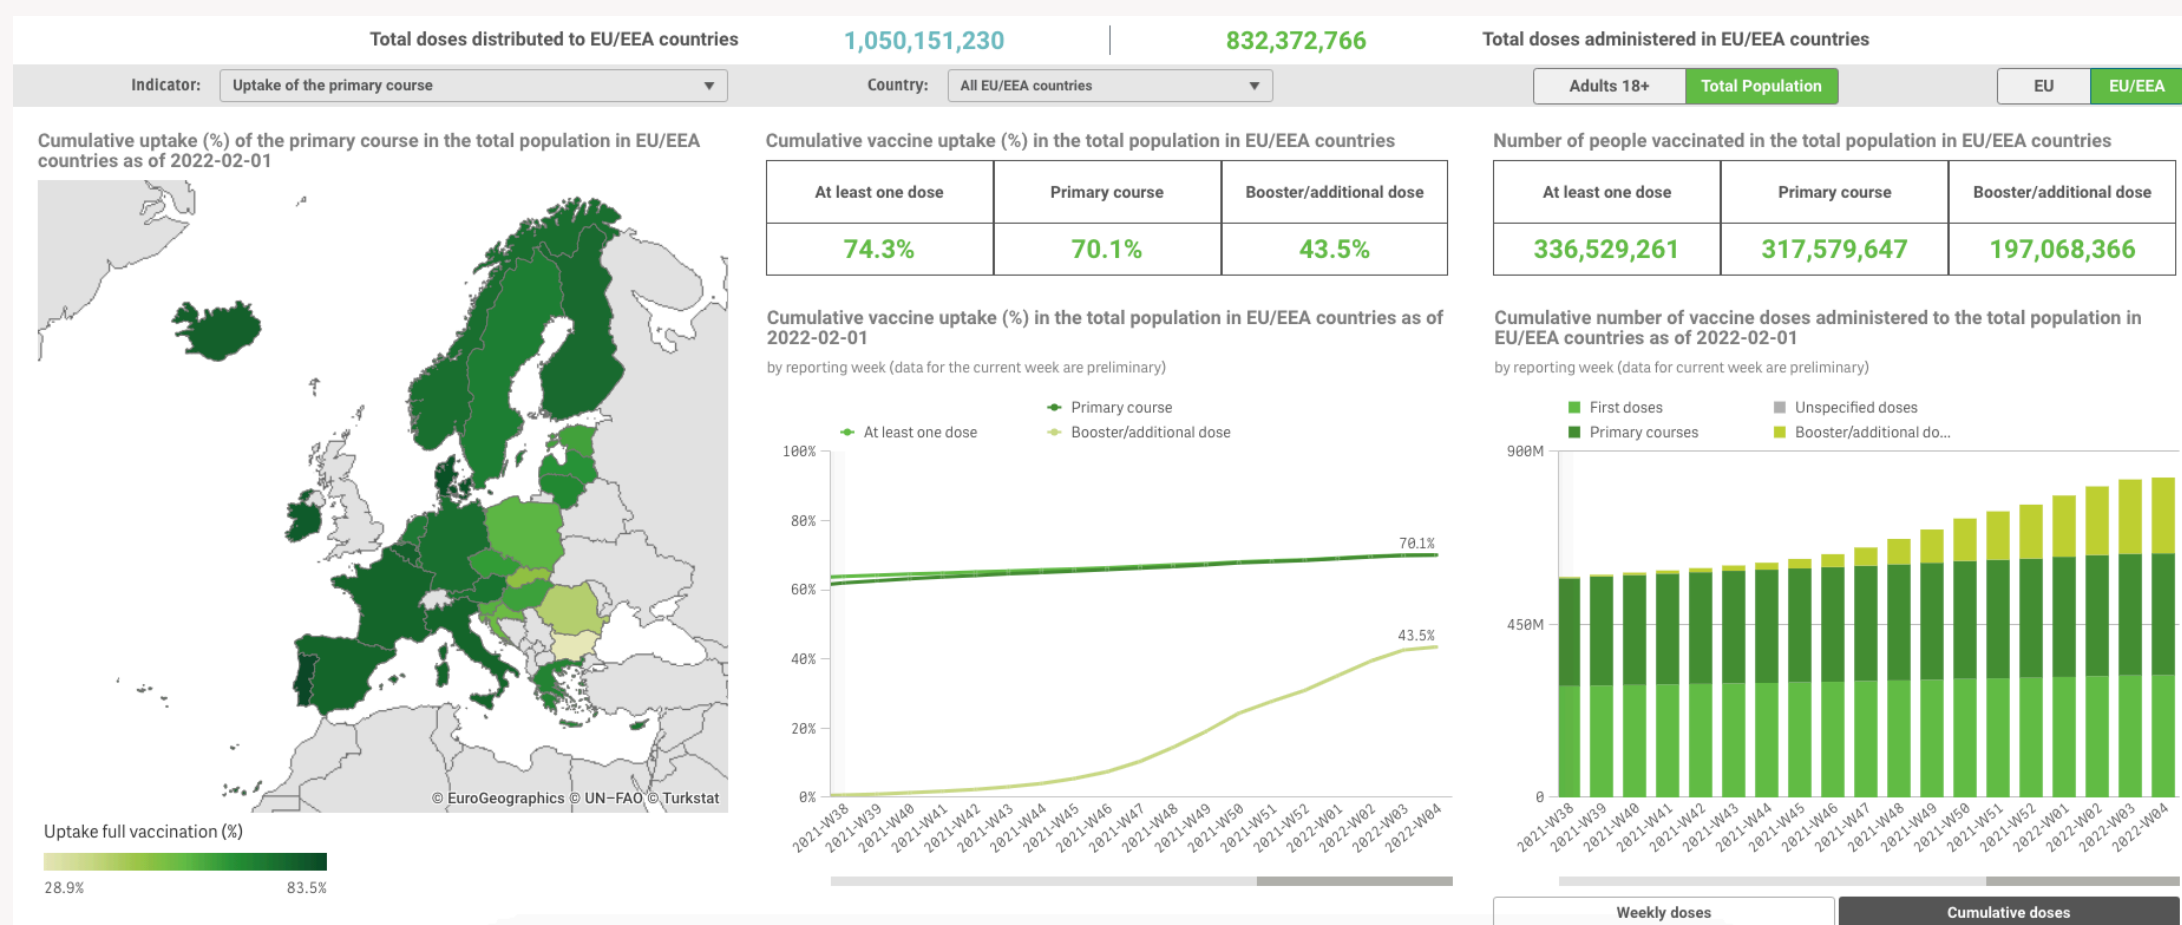 Total doses distributed to EU/EEA countries 1,050,151,230 832,372,766 Total doses administered in EU/EEA countries
Indicator: Uptake of the primary course Country: All EU/EEA countries Adults 18+ Total Population EU EU/EEA
Cumulative uptake (%) of the primary course in the total population in EU/EEA
countries as of 2022-02-01
© EuroGeographics © UN-FAO © Turkstat
Uptake full vaccination (%)
28.9% 83.5%
Cumulative vaccine uptake (%) in the total population in EU/EEA countries
At least one dose Primary course Booster/additional dose
74.3% 70.1% 43.5%
Cumulative vaccine uptake (%) in the total population in EU/EEA countries as of
2022-02-01
by reporting week (data for the current week are preliminary)
Primary course
At least one dose Booster/additional dose
100%
80%
70.1%
60%
43.5%
40%
20%
0%
2021-W38 2021-W39 2021-W40 2021-W41 2021-W42 2021-W43 2021-W44 2021-W45 2021-W46 2021-W47 2021-W48 2021-W49 2021-W50 2021-W51 2021-W52 2022-W01 2022-W02 2022-W03 2022-W04
Number of people vaccinated in the total population in EU/EEA countries
At least one dose Primary course Booster/additional dose
336,529,261 317,579,647 197,068,366
Cumulative number of vaccine doses administered to the total population in
EU/EEA countries as of 2022-02-01
by reporting week (data for current week are preliminary)
First doses Unspecified doses
Primary courses Booster/additional do...
900M
450M
0
2021-W38 2021-W39 2021-W40 2021-W41 2021-W42 2021-W43 2021-W44 2021-W45 2021-W46 2021-W47 2021-W48 2021-W49 2021-W50 2021-W51 2021-W52 2022-W01 2022-W02 2022-W03 2022-W04
Weekly doses Cumulative doses